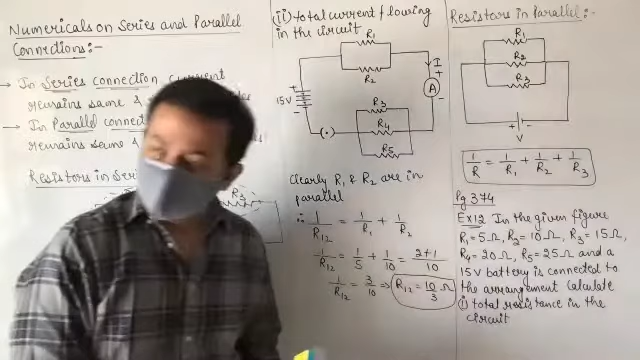 Numericals on Series and Parallel
Connections:-
→ In Series connection current
remains same &
→ In Parallel
remains same &
Resistors in
R3
(ii) total current flowing
in the circuit
R1
R2
I
+
A
-
15V
+
-
(·)
R3
R4
R5
Clearly R1 & R2 are in
parallel
∴ 1/R12 = 1/R1 + 1/R2
1/R12 = 1/5 + 1/10 = 2+1/10
1/R12 = 3/10 ⇒ R12 = 10/3 Ω
Resistors in Parallel:-
R1
R2
R3
+ -
V
1/R = 1/R1 + 1/R2 + 1/R3
Pg 374
EX12 In the given figure
R1 = 5Ω, R2 = 10Ω, R3 = 15Ω,
R4 = 20Ω, R5 = 25Ω and a
15V battery is connected to
the arrangement Calculate
(i) total resistance in the
circuit